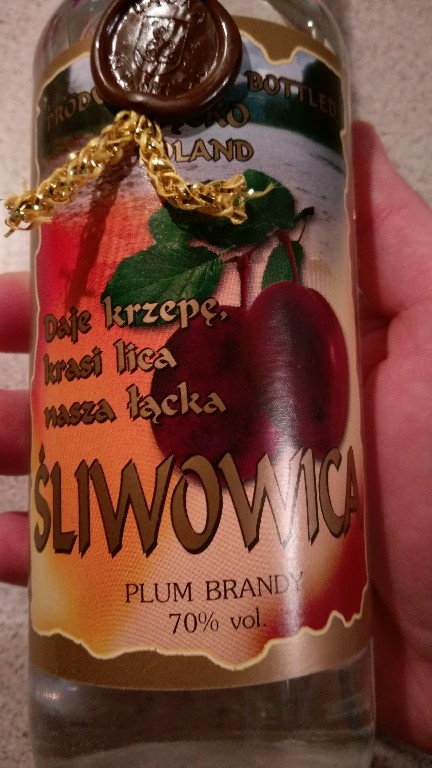 BOTTLED
POLAND
Daje krzepę,
krasi lica
nasza łącka
ŚLIWOWICA
PLUM BRANDY
70% vol.